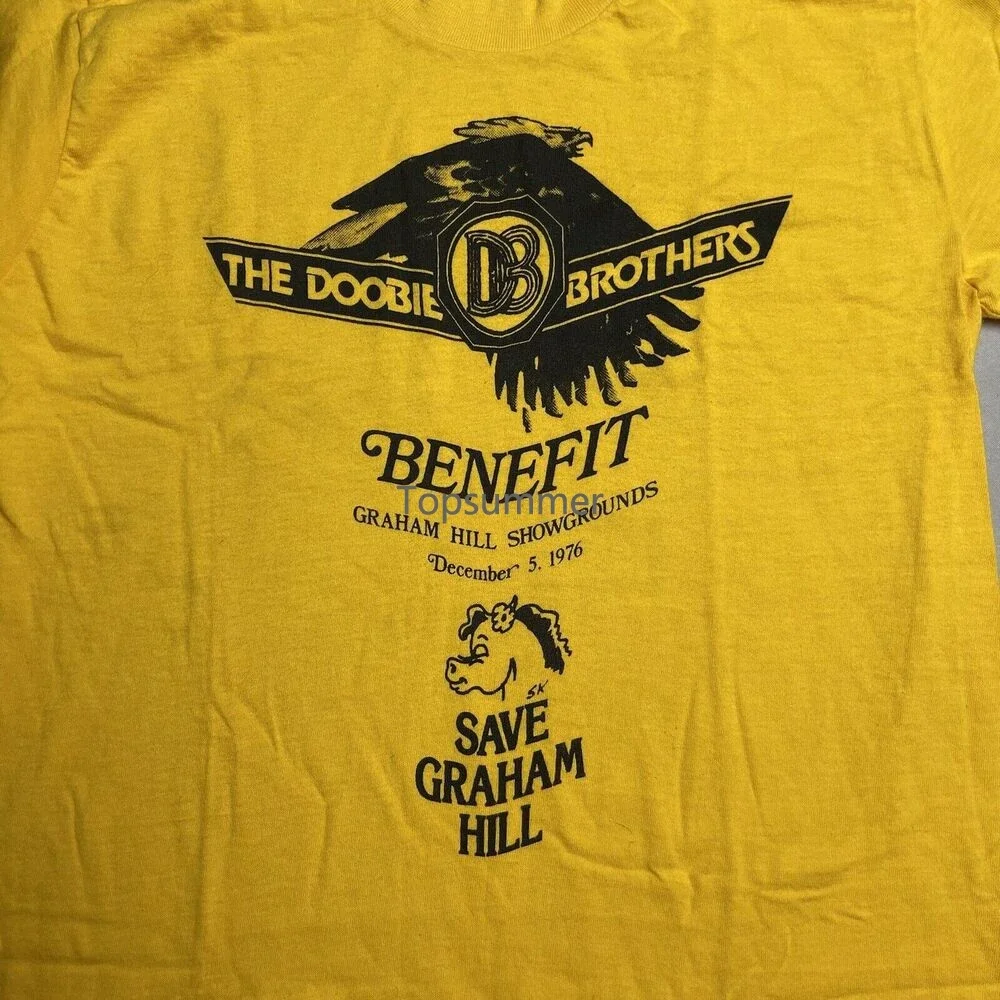 THE DOOBIE DB BROTHERS
BENEFIT
Topsummer
GRAHAM HILL SHOWGROUNDS
December 5, 1976
SK
SAVE
GRAHAM
HILL